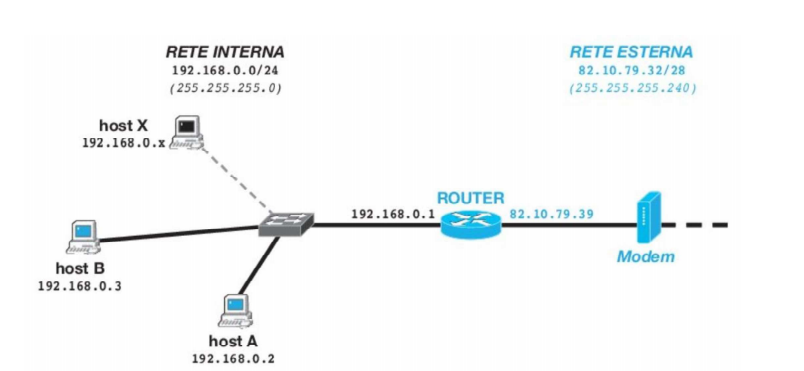 RETE INTERNA
192.168.0.0/24
(255.255.255.0)
RETE ESTERNA
82.10.79.32/28
(255.255.255.240)
host X
192.168.0.x
ROUTER
192.168.0.1
82.10.79.39
Modem
host B
192.168.0.3
host A
192.168.0.2